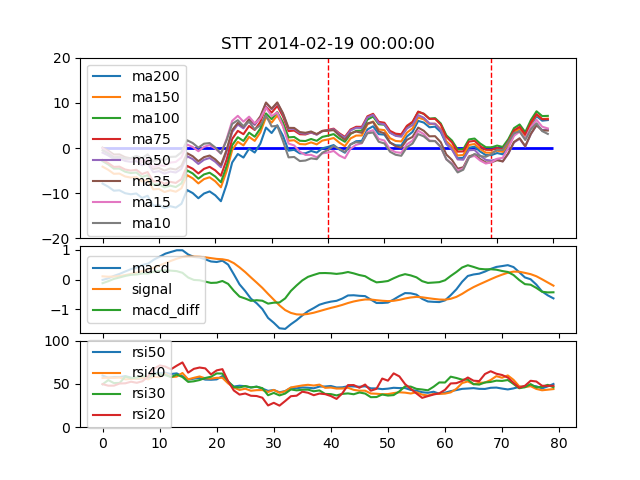 STT 2014-02-19 00:00:00
20
10
0
−10
−20
ma200
ma150
ma100
ma75
ma50
ma35
ma15
ma10
1
0
−1
macd
signal
macd_diff
100
50
0
rsi50
rsi40
rsi30
rsi20
0 10 20 30 40 50 60 70 80